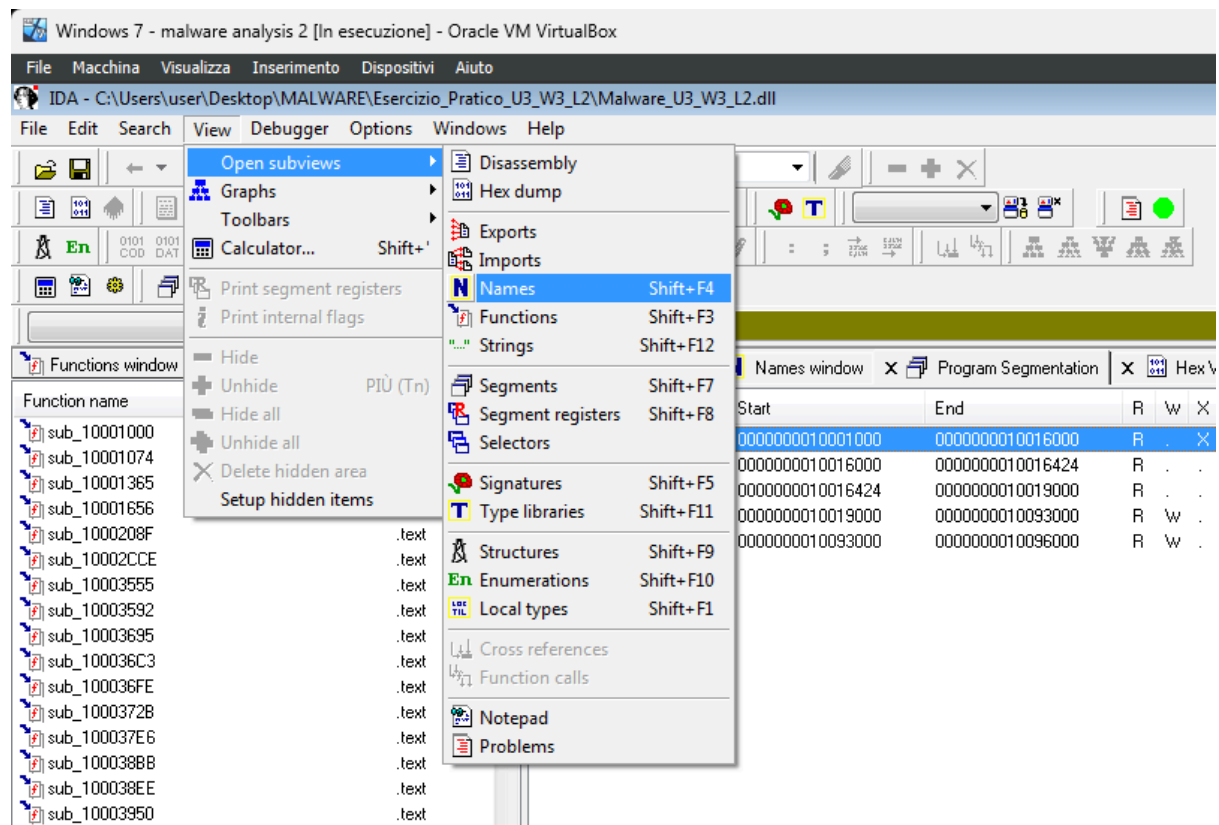 Windows 7 - malware analysis 2 [In esecuzione] - Oracle VM VirtualBox
File Macchina Visualizza Inserimento Dispositivi Aiuto
IDA - C:\Users\user\Desktop\MALWARE\Esercizio_Pratico_U3_W3_L2\Malware_U3_W3_L2.dll
File Edit Search View Debugger Options Windows Help
Open subviews
Graphs
Toolbars
Calculator... Shift+'
Print segment registers
Print internal flags
Hide
Unhide PIÙ (Tn)
Hide all
Unhide all
Delete hidden area
Setup hidden items
Disassembly
Hex dump
Exports
Imports
Names Shift+F4
Functions Shift+F3
Strings Shift+F12
Segments Shift+F7
Segment registers Shift+F8
Selectors
Signatures Shift+F5
Type libraries Shift+F11
Structures Shift+F9
Enumerations Shift+F10
Local types Shift+F1
Cross references
Function calls
Notepad
Problems
En
0101 COD
0101 DAT
T
Functions window
Function name
sub_10001000
sub_10001074
sub_10001365
sub_10001656
sub_1000208F .text
sub_10002CCE .text
sub_10003555 .text
sub_10003592 .text
sub_10003695 .text
sub_100036C3 .text
sub_100036FE .text
sub_1000372B .text
sub_100037E6 .text
sub_100038BB .text
sub_100038EE .text
sub_10003950 .text
Names window Program Segmentation Hex
Start End R W X
0000000010001000 0000000010016000 R . X
0000000010016000 0000000010016424 R . .
0000000010016424 0000000010019000 R . .
0000000010019000 0000000010093000 R W .
0000000010093000 0000000010096000 R W .